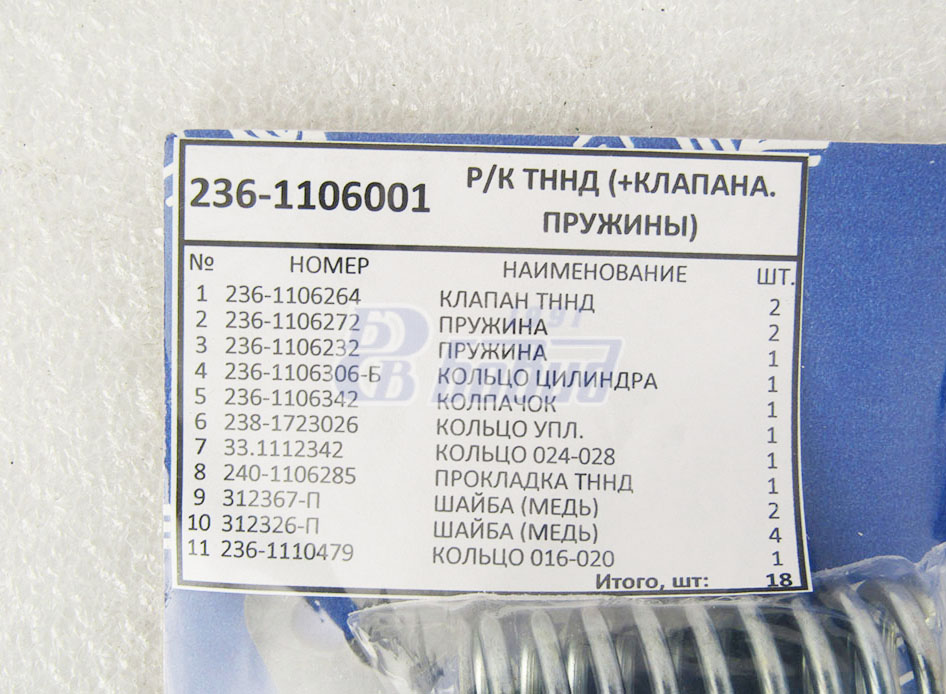 236-1106001 Р/К ТННД (+КЛАПАНА.
ПРУЖИНЫ)
№ НОМЕР НАИМЕНОВАНИЕ ШТ.
1 236-1106264 КЛАПАН ТННД 2
2 236-1106272 ПРУЖИНА 2
3 236-1106232 ПРУЖИНА 1
4 236-1106306-Б КОЛЬЦО ЦИЛИНДРА 1
5 236-1106342 КОЛПАЧОК 1
6 238-1723026 КОЛЬЦО УПЛ. 1
7 33.1112342 КОЛЬЦО 024-028 1
8 240-1106285 ПРОКЛАДКА ТННД 1
9 312367-П ШАЙБА (МЕДЬ) 2
10 312326-П ШАЙБА (МЕДЬ) 4
11 236-1110479 КОЛЬЦО 016-020 1
Итого, шт: 18
1991